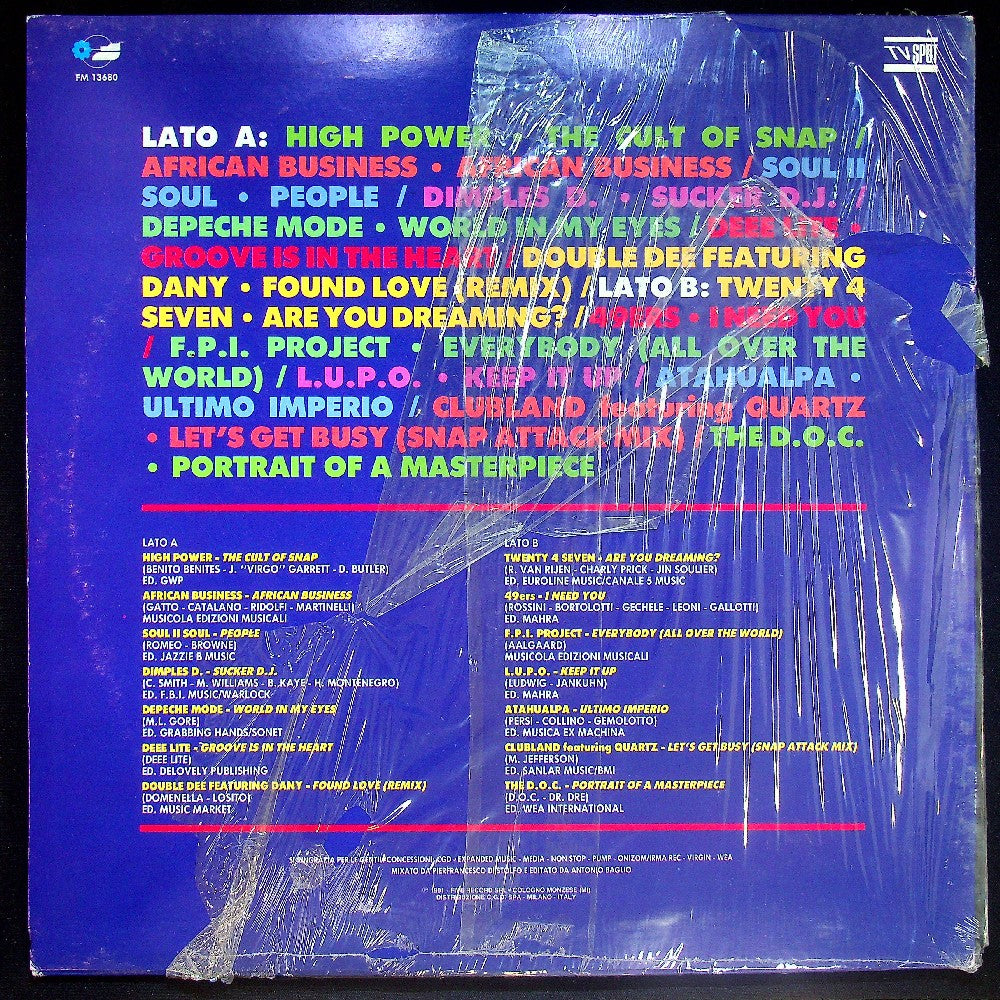 FM 13680
TV SPOT
LATO A: HIGH POWER • THE CULT OF SNAP /
AFRICAN BUSINESS • AFRICAN BUSINESS / SOUL II
SOUL • PEOPLE / DIMPLES D. • SUCKER D.J. /
DEPECHE MODE • WORLD IN MY EYES / DEEE LITE •
GROOVE IS IN THE HEART / DOUBLE DEE FEATURING
DANY • FOUND LOVE (REMIX) / LATO B: TWENTY 4
SEVEN • ARE YOU DREAMING? / 49ERS • I NEED YOU
/ F.P.I. PROJECT • EVERYBODY (ALL OVER THE
WORLD) / L.U.P.O. • KEEP IT UP / ATAHUALPA •
ULTIMO IMPERIO / CLUBLAND featuring QUARTZ
• LET'S GET BUSY (SNAP ATTACK MIX) / THE D.O.C.
• PORTRAIT OF A MASTERPIECE
LATO A
HIGH POWER - THE CULT OF SNAP
(BENITO BENITES - J. "VIRGO" GARRETT - D. BUTLER)
ED. GWP
AFRICAN BUSINESS - AFRICAN BUSINESS
(GATTO - CATALANO - RIDOLFI - MARTINELLI)
MUSICOLA EDIZIONI MUSICALI
SOUL II SOUL - PEOPLE
(ROMEO - BROWNE)
ED. JAZZIE B MUSIC
DIMPLES D. - SUCKER D.J.
(C. SMITH - M. WILLIAMS - B. KAYE - H. MONTENEGRO)
ED. F.B.I. MUSIC/WARLOCK
DEPECHE MODE - WORLD IN MY EYES
(M.L. GORE)
ED. GRABBING HANDS/SONET
DEEE LITE - GROOVE IS IN THE HEART
(DEEE LITE)
ED. DELOVELY PUBLISHING
DOUBLE DEE FEATURING DANY - FOUND LOVE (REMIX)
(DOMENELLA - LOSITO)
ED. MUSIC MARKET
LATO B
TWENTY 4 SEVEN - ARE YOU DREAMING?
(R. VAN RIJEN - CHARLY PRICK - JIN SOULIER)
ED. EUROLINE MUSIC/CANALE 5 MUSIC
49ers - I NEED YOU
(ROSSINI - BORTOLOTTI - GECHELE - LEONI - GALLOTTI)
ED. MAHRA
F.P.I. PROJECT - EVERYBODY (ALL OVER THE WORLD)
(AALGAARD)
MUSICOLA EDIZIONI MUSICALI
L.U.P.O. - KEEP IT UP
(LUDWIG - JANKUHN)
ED. MAHRA
ATAHUALPA - ULTIMO IMPERIO
(PERSI - COLLINO - GEMOLOTTO)
ED. MUSICA EX MACHINA
CLUBLAND featuring QUARTZ - LET'S GET BUSY (SNAP ATTACK MIX)
(M. JEFFERSON)
ED. SANLAR MUSIC/BMI
THE D.O.C. - PORTRAIT OF A MASTERPIECE
(D.O.C. - DR. DRE)
ED. WEA INTERNATIONAL
SI RINGRAZIA PER LE GENTILI CONCESSIONI: CGD - EXPANDED MUSIC - MEDIA - NON STOP - PUMP - ONIZOM/IRMA REC. - VIRGIN - WEA
MIXATO DA PIERFRANCESCO DI STOLFO E EDITATO DA ANTONIO BAGLIO
℗ 1991 - FIVE RECORD SRL - COLOGNO MONZESE (MI)
DISTRIBUZIONE C.G.D. SPA - MILANO - ITALY